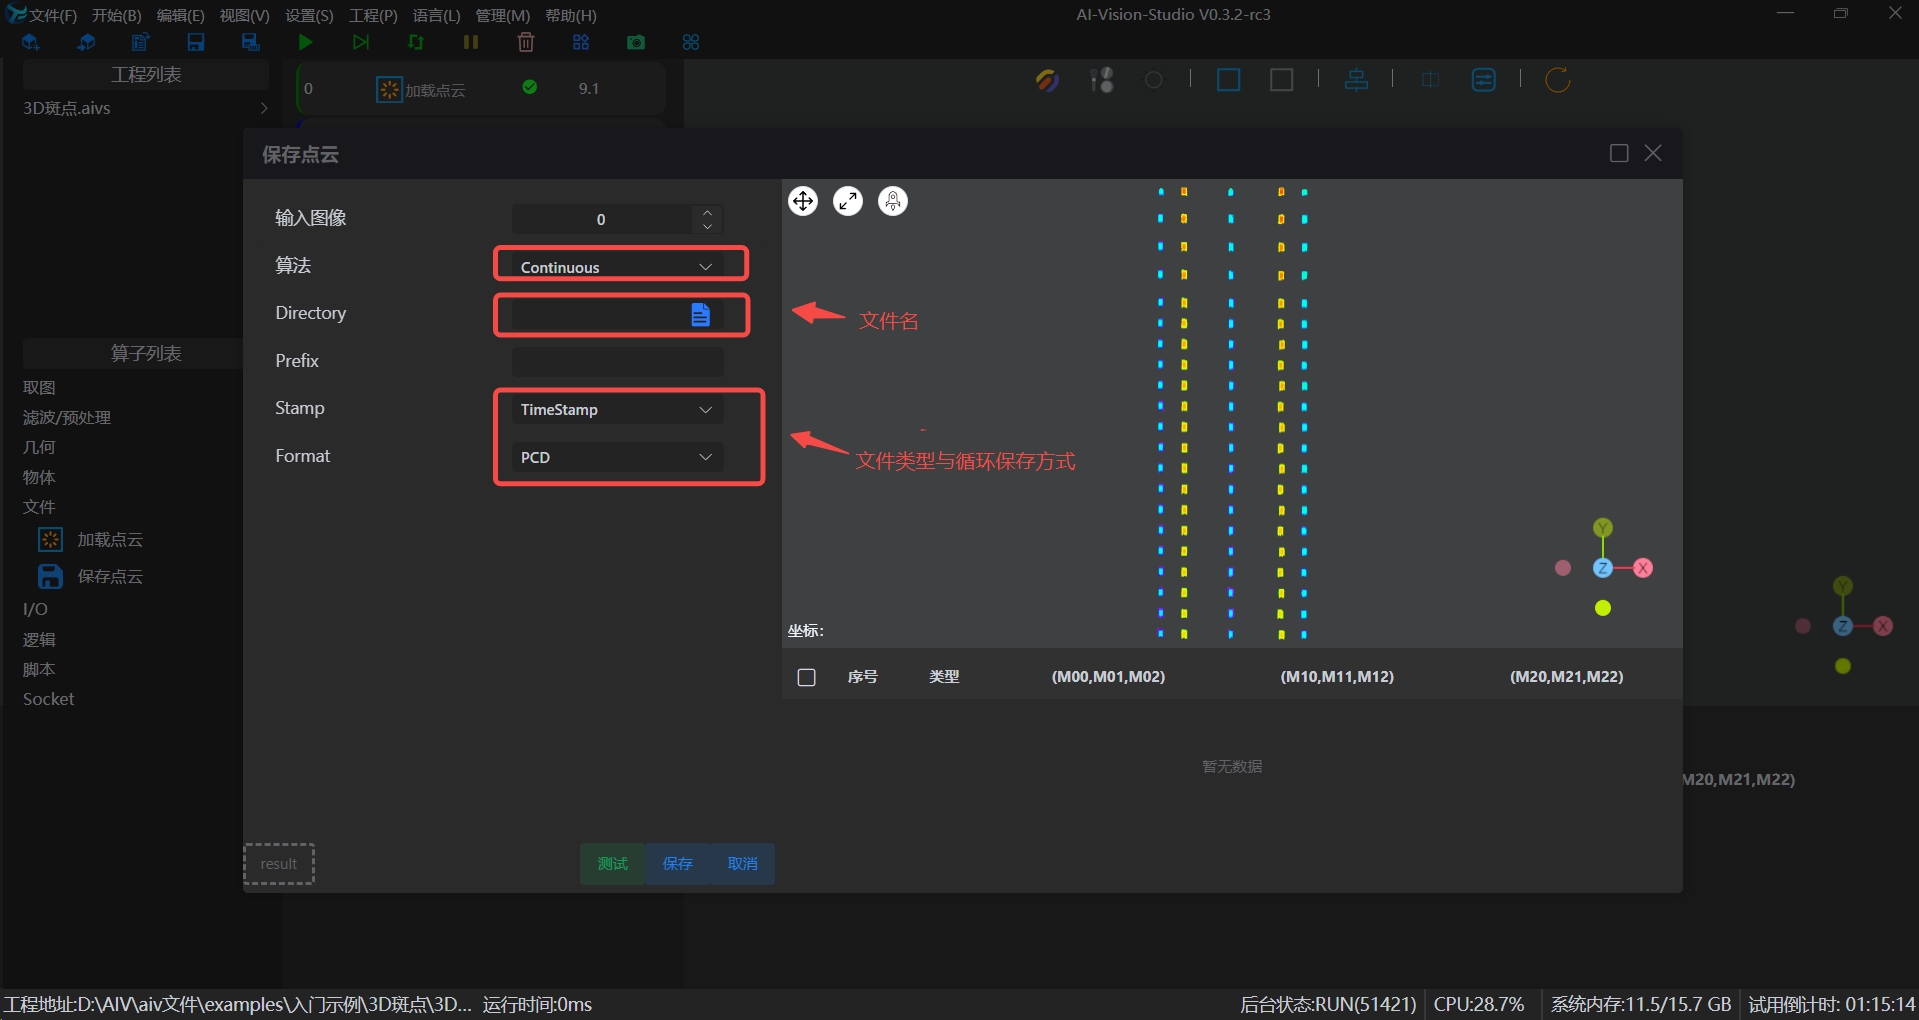 文件(F) 开始(B) 编辑(E) 视图(V) 设置(S) 工程(P) 语言(L) 管理(M) 帮助(H)
AI-Vision-Studio V0.3.2-rc3
工程列表
3D斑点.aivs
0 加载点云 9.1
保存点云
输入图像 0
算法 Continuous
Directory
文件名
Prefix
Stamp TimeStamp
Format PCD
文件类型与循环保存方式
算子列表
取图
滤波/预处理
几何
物体
文件
加载点云
保存点云
I/O
逻辑
脚本
Socket
Y
Z X
坐标:
序号 类型 (M00,M01,M02) (M10,M11,M12) (M20,M21,M22)
暂无数据
Y
Z X
M20,M21,M22)
result 测试 保存 取消
工程地址:D:\AIV\aiv文件\examples\入门示例\3D斑点\3D... 运行时间:0ms
后台状态:RUN(51421) CPU:28.7% 系统内存:11.5/15.7 GB 试用倒计时: 01:15:14